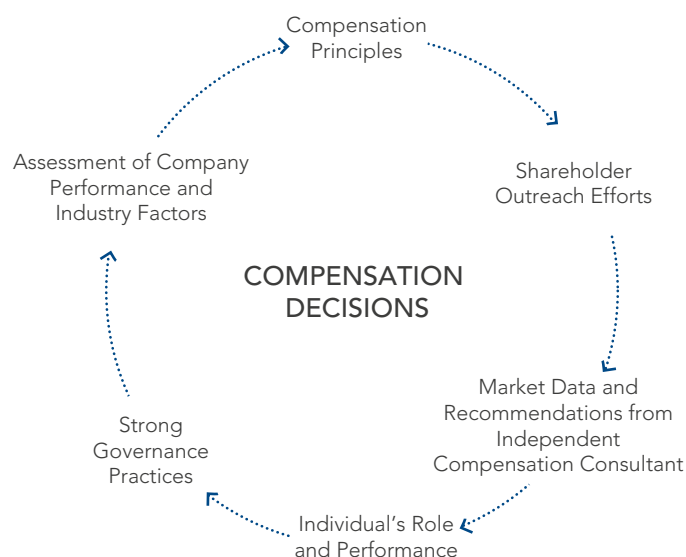 Compensation
Principles
Shareholder
Outreach Efforts
Market Data and
Recommendations from
Independent
Compensation Consultant
Individual’s Role
and Performance
Strong
Governance
Practices
Assessment of Company
Performance and
Industry Factors
COMPENSATION
DECISIONS